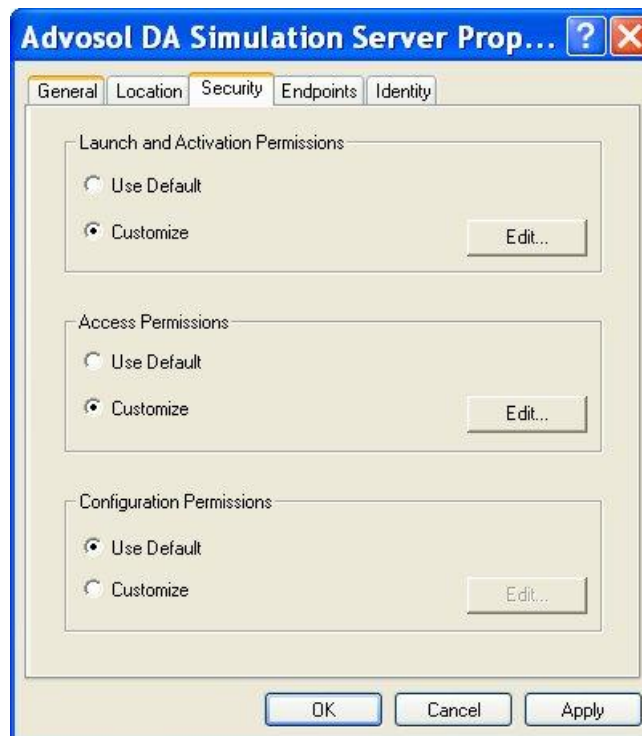 Advosol DA Simulation Server Prop...
General Location Security Endpoints Identity
Launch and Activation Permissions
Use Default
Customize
Edit...
Access Permissions
Use Default
Customize
Edit...
Configuration Permissions
Use Default
Customize
Edit...
OK Cancel Apply